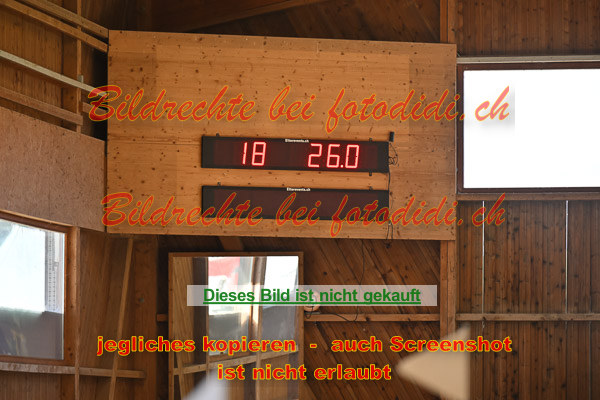 Bildrechte bei fotodidi.ch
18 26.0
Bildrechte bei fotodidi.ch
Dieses Bild ist nicht gekauft
jegliches kopieren - auch Screenshot
ist nicht erlaubt